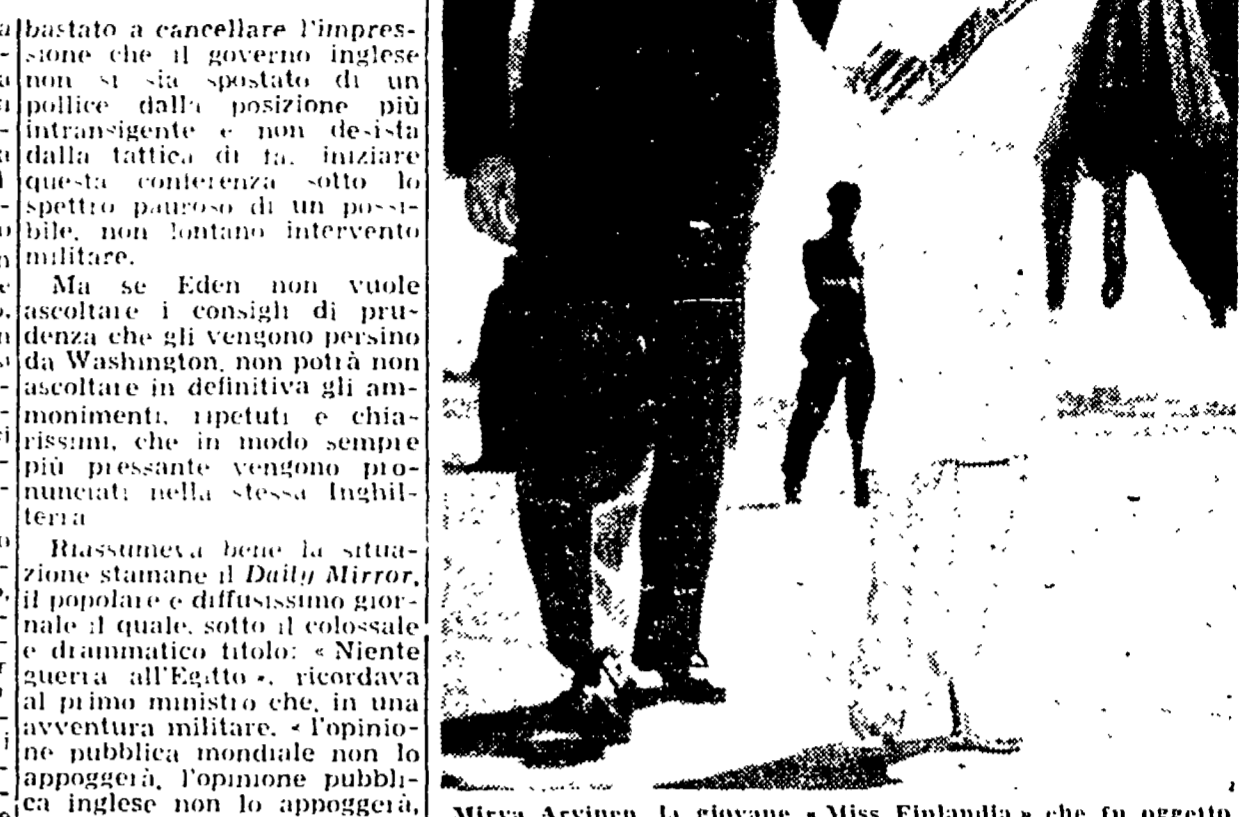 bastato a cancellare l'impres-
sione che il governo inglese
non si sia spostato di un
pollice dalla posizione più
intransigente e non desista
dalla tattica di fa. iniziare
questa conferenza sotto lo
spettro pauroso di un possi-
bile, non lontano intervento
militare.
Ma se Eden non vuole
ascoltare i consigli di pru-
denza che gli vengono persino
da Washington, non potrà non
ascoltare in definitiva gli am-
monimenti, ripetuti e chia-
rissimi, che in modo sempre
più pressante vengono pro-
nunciati nella stessa Inghil-
terra
Riassumeva bene la situa-
zione stamane il Daily Mirror,
il popolare e diffusissimo gior-
nale il quale, sotto il colossale
e drammatico titolo: « Niente
guerra all'Egitto », ricordava
al primo ministro che, in una
avventura militare, « l'opinio-
ne pubblica mondiale non lo
appoggerà, l'opinione pubbli-
ca inglese non lo appoggerà,
Mirva Arvinen, la giovane « Miss Finlandia » che fu oggetto